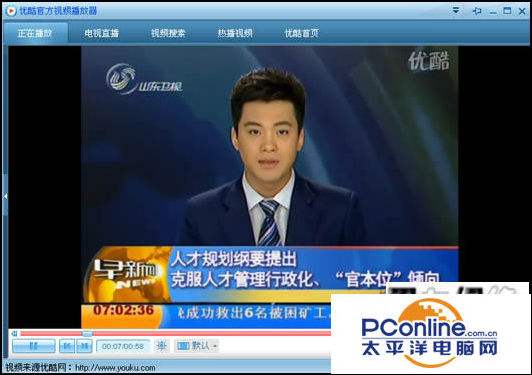 优酷官方视频播放器
正在播放
电视直播
视频搜索
热播视频
优酷首页
山东卫视
优酷
早新闻
NEWS
人才规划纲要提出
克服人才管理行政化、“官本位”倾向
07:02:36
成功救出6名被困矿工
00:07/00:58
默认
视频来源优酷网：http://www.youku.com
PConline
.com.cn
太平洋电脑网